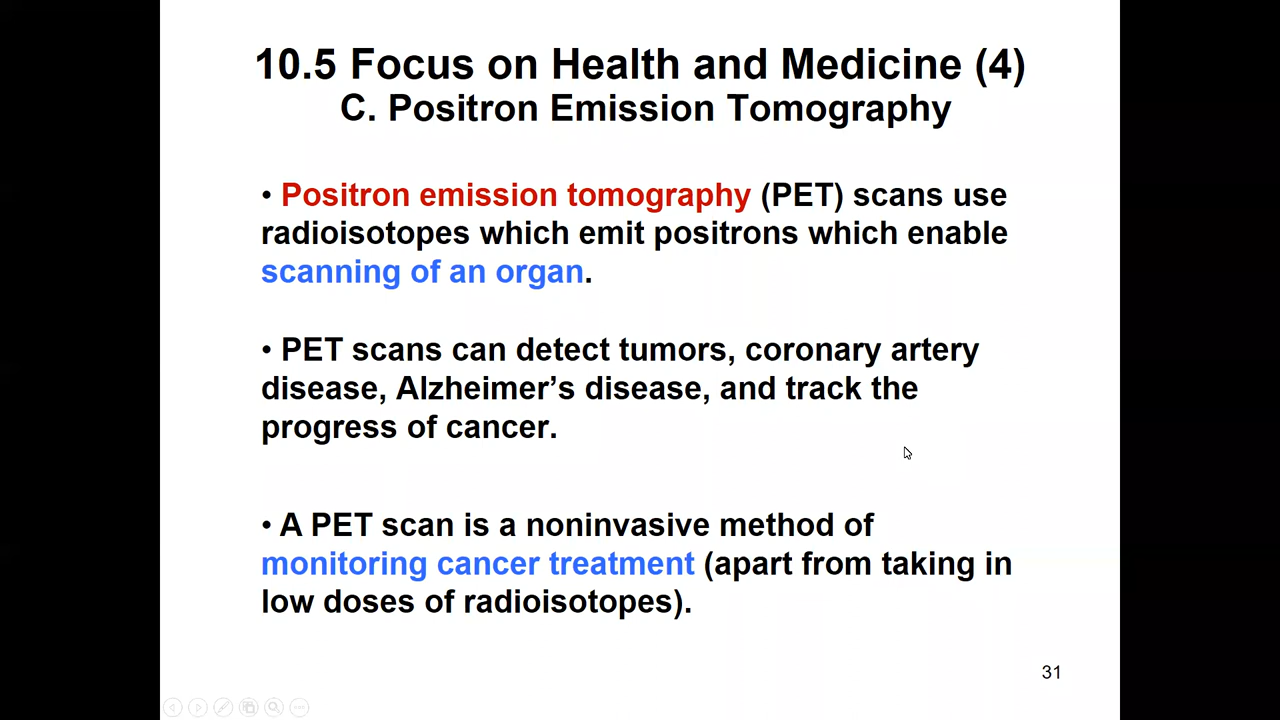 10.5 Focus on Health and Medicine (4)
C. Positron Emission Tomography
• Positron emission tomography (PET) scans use
radioisotopes which emit positrons which enable
scanning of an organ.
• PET scans can detect tumors, coronary artery
disease, Alzheimer’s disease, and track the
progress of cancer.
• A PET scan is a noninvasive method of
monitoring cancer treatment (apart from taking in
low doses of radioisotopes).
31